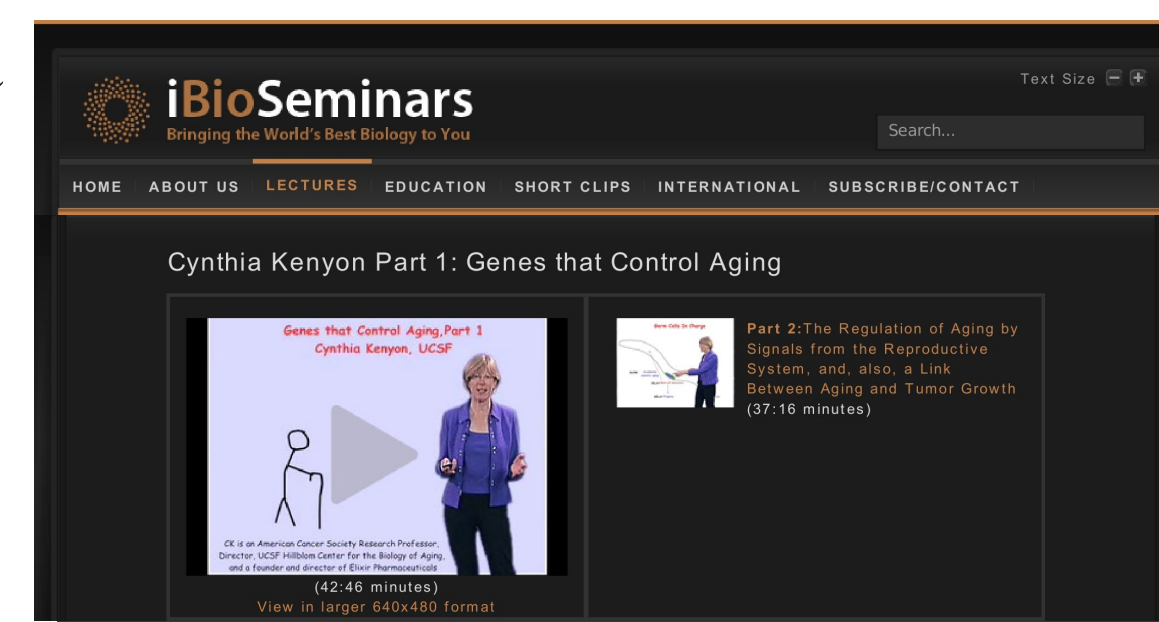 Text Size
iBioSeminars
Bringing the World's Best Biology to You
Search...
HOME ABOUT US LECTURES EDUCATION SHORT CLIPS INTERNATIONAL SUBSCRIBE/CONTACT
Cynthia Kenyon Part 1: Genes that Control Aging
Genes that Control Aging,Part 1
Cynthia Kenyon, UCSF
CK is an American Cancer Society Research Professor,
Director, UCSF Hillblom Center for the Biology of Aging,
and a founder and director of Elixir Pharmaceuticals
(42:46 minutes)
View in larger 640x480 format
Germ Cells In Charge
Part 2:The Regulation of Aging by
Signals from the Reproductive
System, and, also, a Link
Between Aging and Tumor Growth
(37:16 minutes)